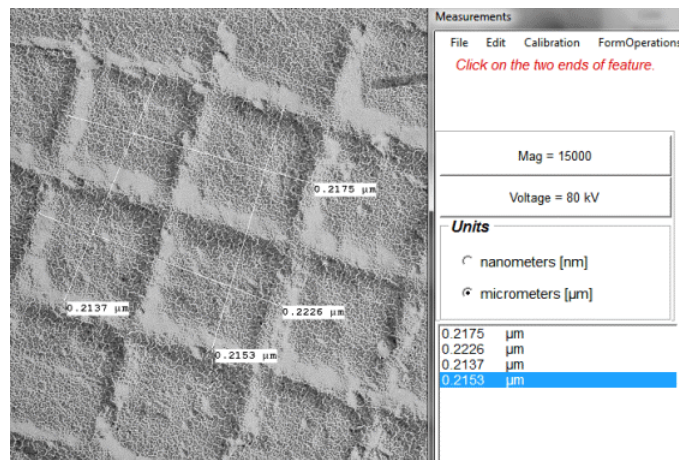 Measurements
File Edit Calibration FormOperations
Click on the two ends of feature.
Mag = 15000
Voltage = 80 kV
Units
nanometers [nm]
micrometers [µm]
0.2175 µm
0.2226 µm
0.2137 µm
0.2153 µm
0.2175 µm
0.2137 µm
0.2226 µm
0.2153 µm